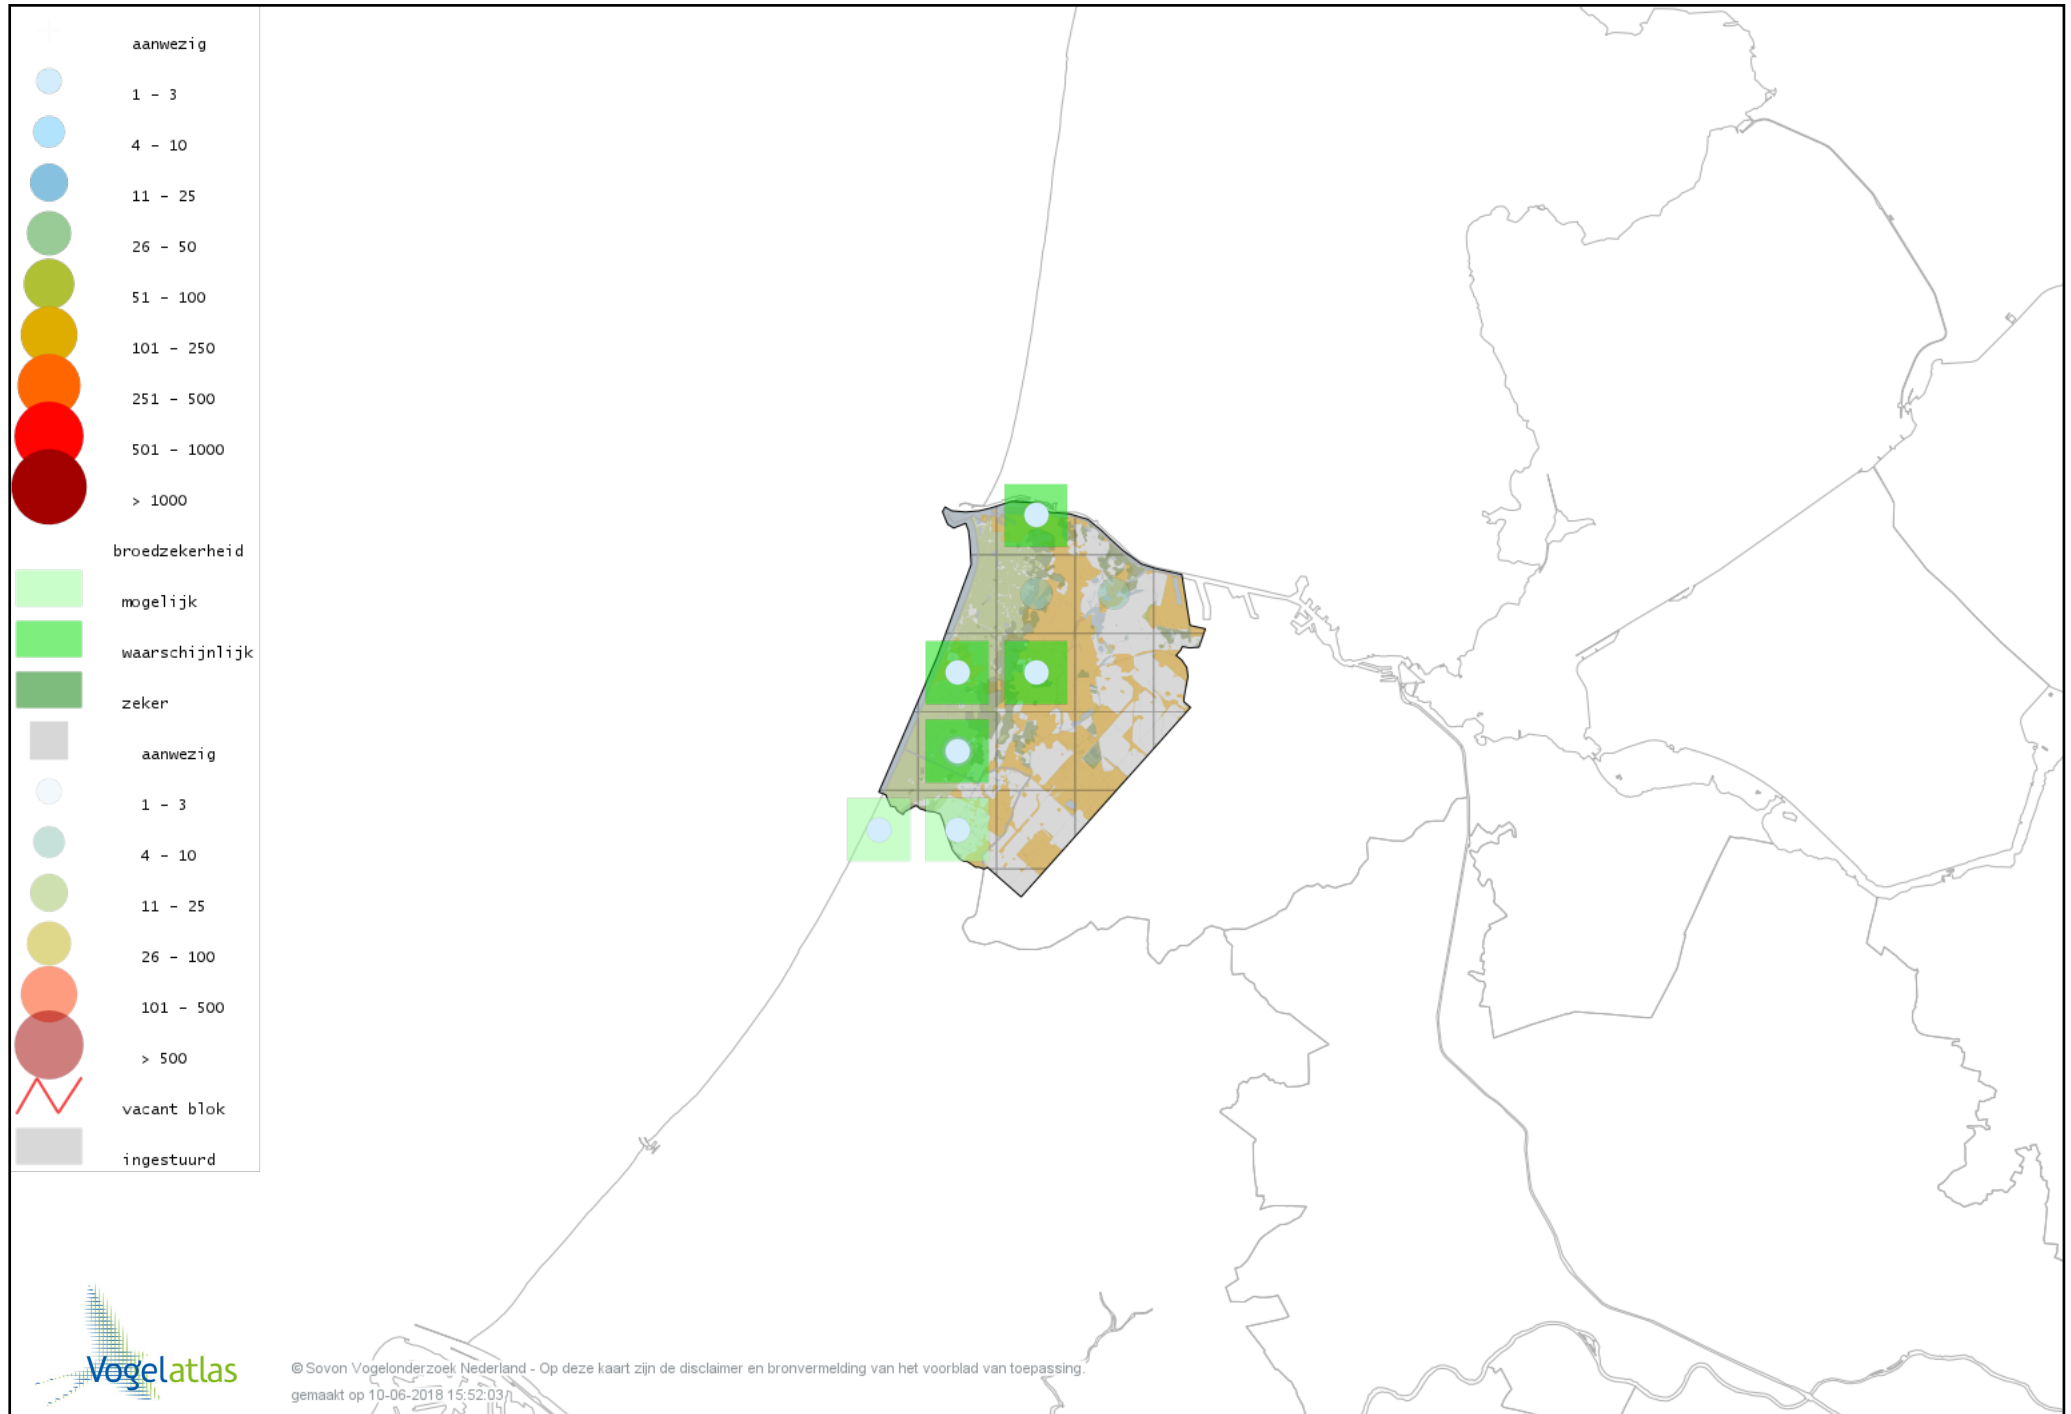 aanwezig
1 - 3
4 - 10
11 - 25
26 - 50
51 - 100
101 - 250
251 - 500
501 - 1000
> 1000
broedzekerheid
mogelijk
waarschijnlijk
zeker
aanwezig
1 - 3
4 - 10
11 - 25
26 - 100
101 - 500
> 500
vacant blok
ingestuurd
Vogelatlas
© Sovon Vogelonderzoek Nederland - Op deze kaart zijn de disclaimer en bronvermelding van het voorblad van toepassing.
gemaakt op 10-06-2018 15:52:03